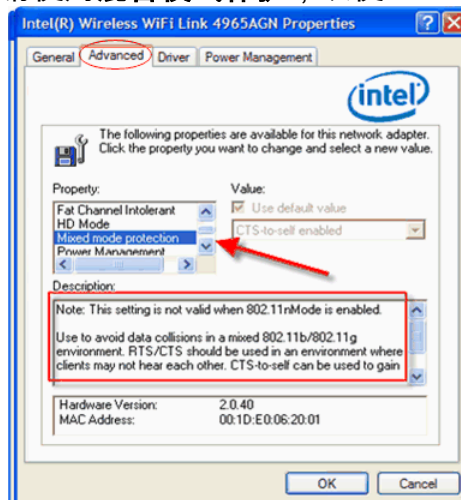 Intel(R) Wireless WiFi Link 4965AGN Properties
General Advanced Driver Power Management
intel
The following properties are available for this network adapter.
Click the property you want to change and select a new value.
Property:
Value:
Fat Channel Intolerant
HD Mode
Mixed mode protection
Power Management
Use default value
CTS-to-self enabled
Description:
Note: This setting is not valid when 802.11nMode is enabled.
Use to avoid data collisions in a mixed 802.11b/802.11g
environment. RTS/CTS should be used in an environment where
clients may not hear each other. CTS-to-self can be used to gain
Hardware Version: 2.0.40
MAC Address: 00:1D:E0:06:20:01
OK Cancel